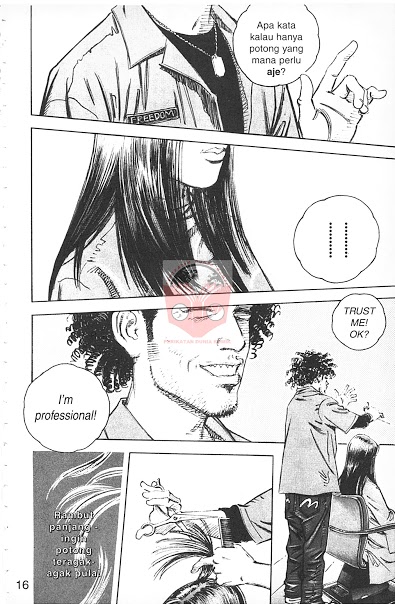 Apa kata
kalau hanya
potong yang
mana perlu
aje?
FREEDOM
TRUST
ME!
OK?
I'm
professional!
Rambut
panjang -
ingin
potong
teragak-
agak pula.
16